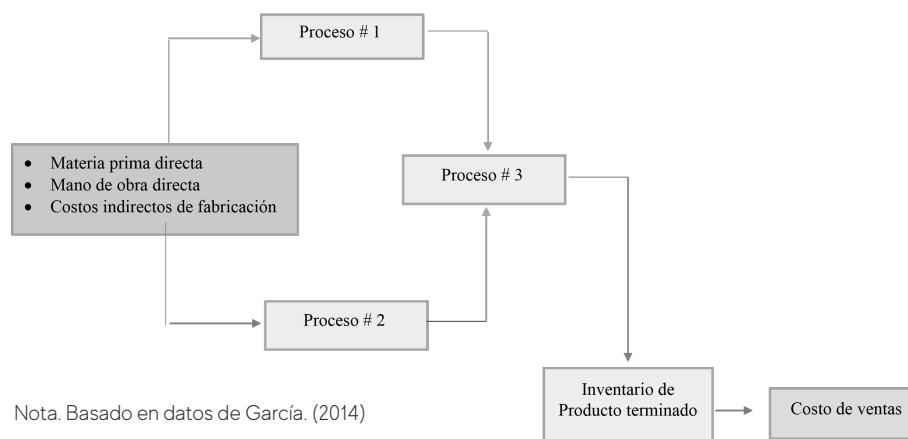 Proceso # 1
• Materia prima directa
• Mano de obra directa
• Costos indirectos de fabricación
Proceso # 3
Proceso # 2
Inventario de
Producto terminado
Costo de ventas
Nota. Basado en datos de García. (2014)